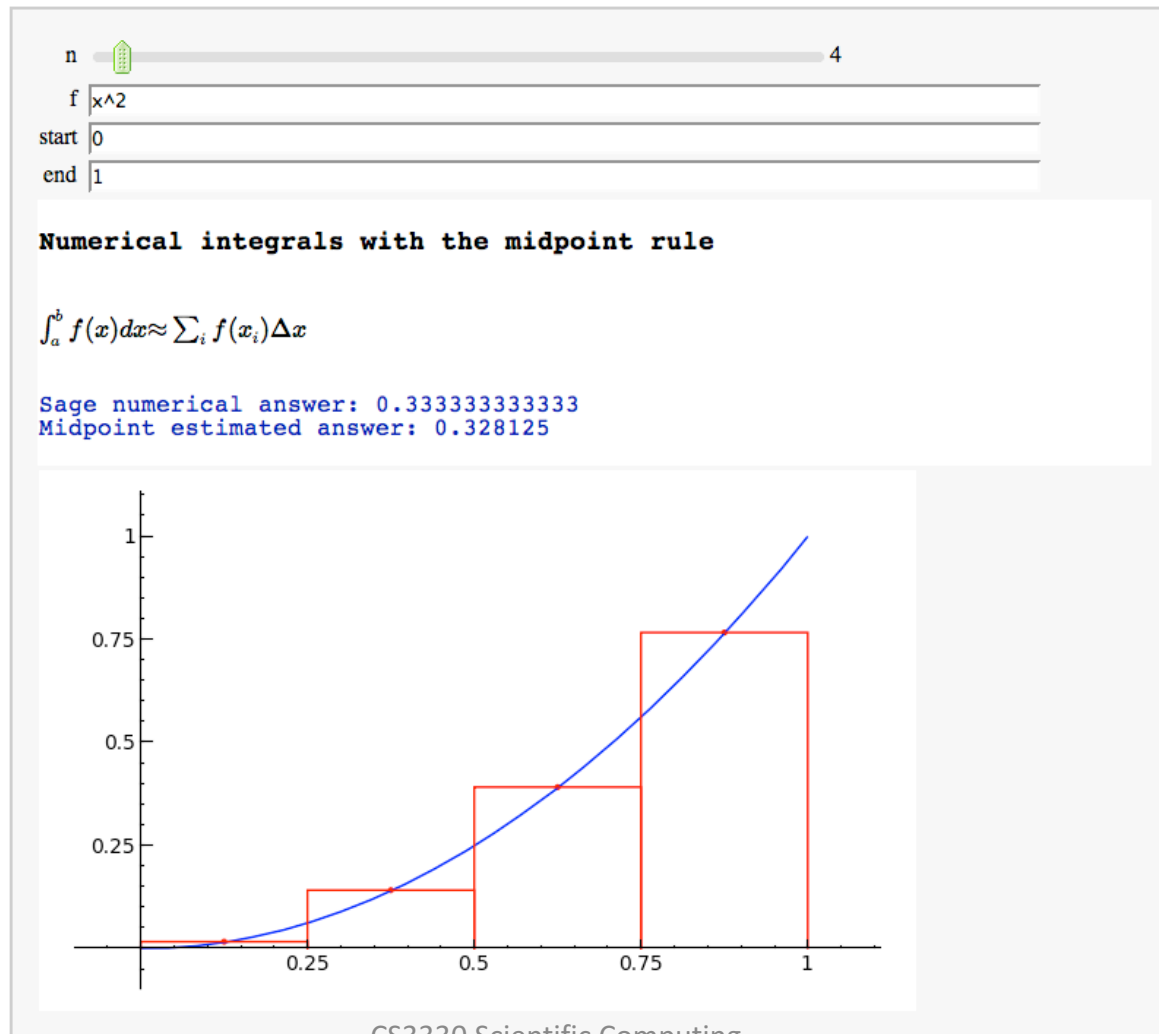 n 4
f x^2
start 0
end 1
Numerical integrals with the midpoint rule
∫_a^b f(x)dx≈ ∑_i f(x_i)Δx
Sage numerical answer: 0.333333333333
Midpoint estimated answer: 0.328125
1
0.75
0.5
0.25
0.25 0.5 0.75 1
Scientific Computing